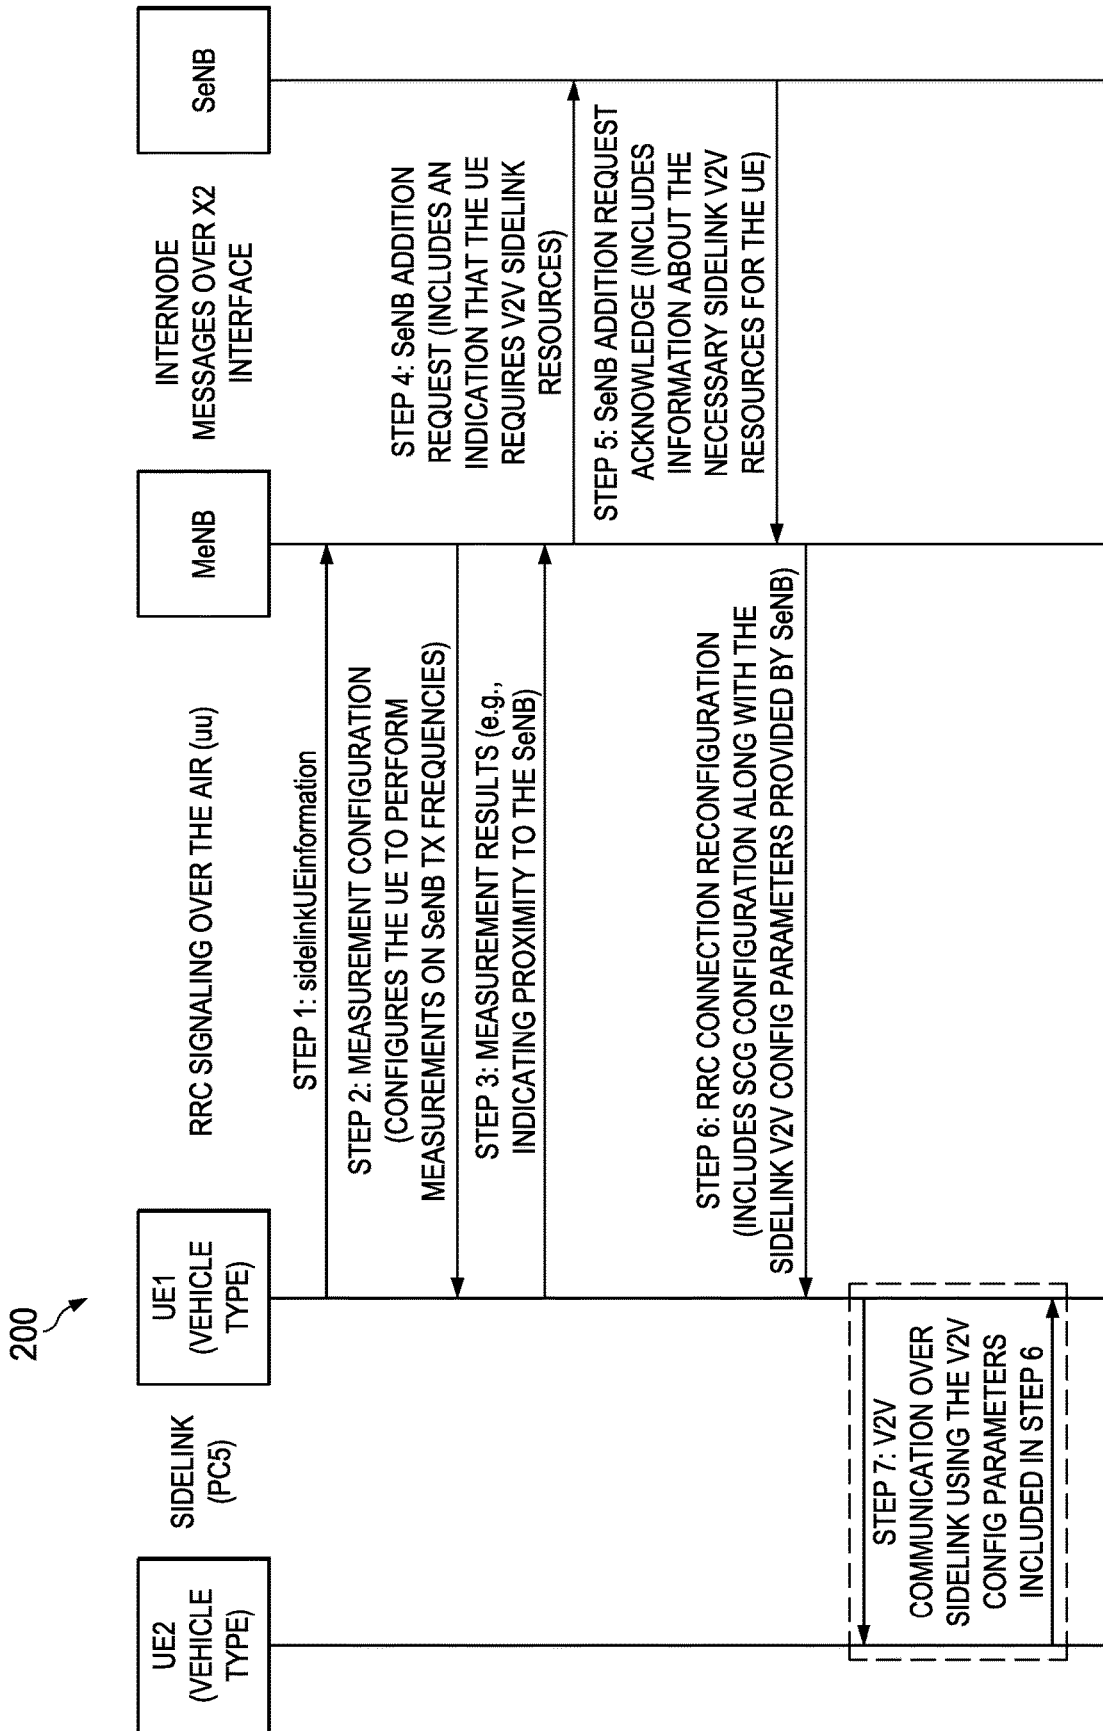 200
UE2
(VEHICLE
TYPE)
SIDELINK
(PC5)
UE1
(VEHICLE
TYPE)
RRC SIGNALING OVER THE AIR (uu)
MeNB
INTERNODE
MESSAGES OVER X2
INTERFACE
SeNB
STEP 1: sidelinkUEinformation
STEP 2: MEASUREMENT CONFIGURATION
(CONFIGURES THE UE TO PERFORM
MEASUREMENTS ON SeNB TX FREQUENCIES)
STEP 3: MEASUREMENT RESULTS (e.g.,
INDICATING PROXIMITY TO THE SeNB)
STEP 4: SeNB ADDITION
REQUEST (INCLUDES AN
INDICATION THAT THE UE
REQUIRES V2V SIDELINK
RESOURCES)
STEP 5: SeNB ADDITION REQUEST
ACKNOWLEDGE (INCLUDES
INFORMATION ABOUT THE
NECESSARY SIDELINK V2V
RESOURCES FOR THE UE)
STEP 6: RRC CONNECTION RECONFIGURATION
(INCLUDES SCG CONFIGURATION ALONG WITH THE
SIDELINK V2V CONFIG PARAMETERS PROVIDED BY SeNB)
STEP 7: V2V
COMMUNICATION OVER
SIDELINK USING THE V2V
CONFIG PARAMETERS
INCLUDED IN STEP 6